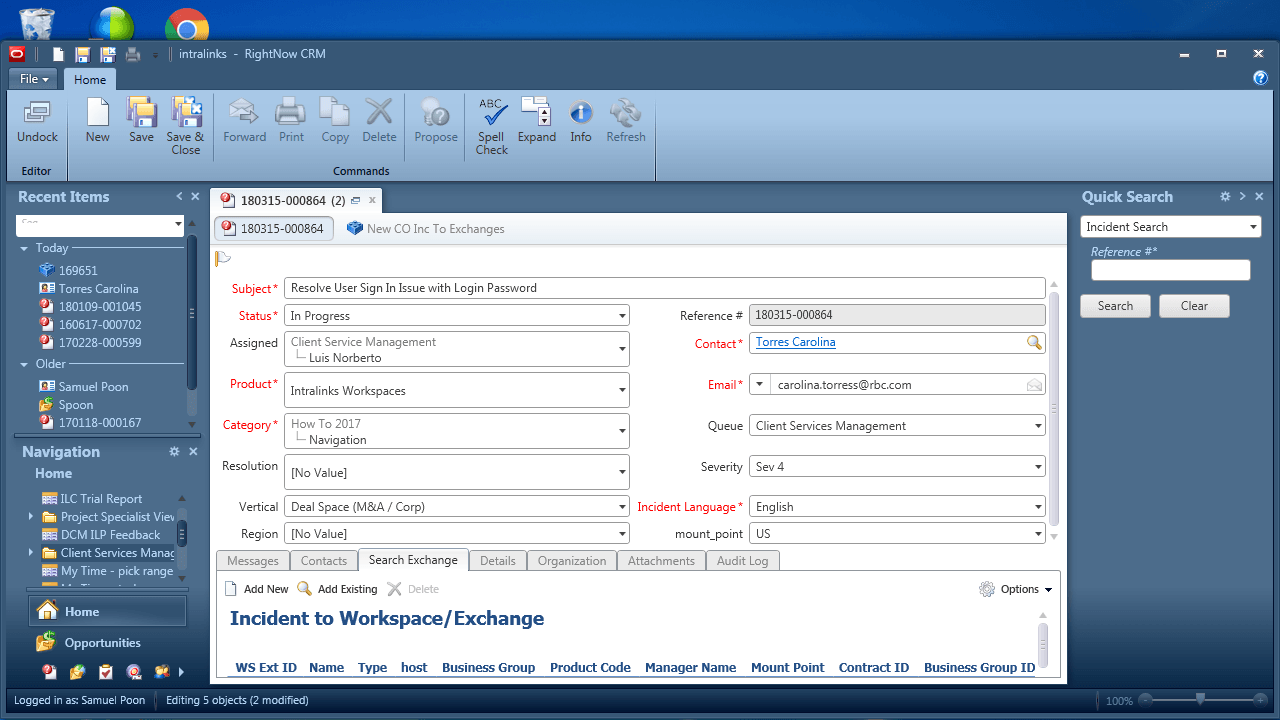 intralinks - RightNow CRM
File
Home
Undock
New
Save
Save & Close
Forward
Print
Copy
Delete
Propose
ABC
Spell Check
Expand
Info
Refresh
Editor
Commands
Recent Items
Today
169651
Torres Carolina
180109-001045
160617-000702
170228-000599
Older
Samuel Poon
Spoon
170118-000167
Navigation
Home
ILC Trial Report
Project Specialist View
DCM ILP Feedback
Client Services Manag
My Time - pick range
Home
Opportunities
180315-000864 (2)
180315-000864
New CO Inc To Exchanges
Subject* Resolve User Sign In Issue with Login Password
Status* In Progress
Reference # 180315-000864
Assigned Client Service Management
Luis Norberto
Contact* Torres Carolina
Product* Intralinks Workspaces
Email* carolina.torress@rbc.com
Category* How To 2017
Navigation
Queue Client Services Management
Resolution [No Value]
Severity Sev 4
Vertical Deal Space (M&A / Corp)
Incident Language* English
Region [No Value]
mount_point US
Messages Contacts Search Exchange Details Organization Attachments Audit Log
Add New Add Existing Delete Options
Incident to Workspace/Exchange
WS Ext ID Name Type host Business Group Product Code Manager Name Mount Point Contract ID Business Group ID
Quick Search
Incident Search
Reference #*
Search Clear
Logged in as: Samuel Poon Editing 5 objects (2 modified) 100%